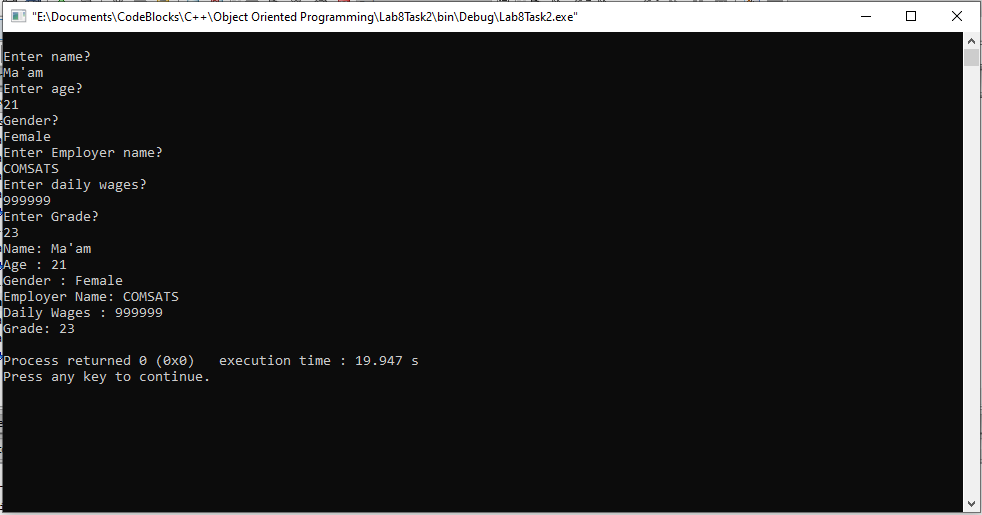 "E:\Documents\CodeBlocks\C++\Object Oriented Programming\Lab8Task2\bin\Debug\Lab8Task2.exe"
Enter name?
Ma'am
Enter age?
21
Gender?
Female
Enter Employer name?
COMSATS
Enter daily wages?
999999
Enter Grade?
23
Name: Ma'am
Age : 21
Gender : Female
Employer Name: COMSATS
Daily Wages : 999999
Grade: 23
Process returned 0 (0x0)   execution time : 19.947 s
Press any key to continue.